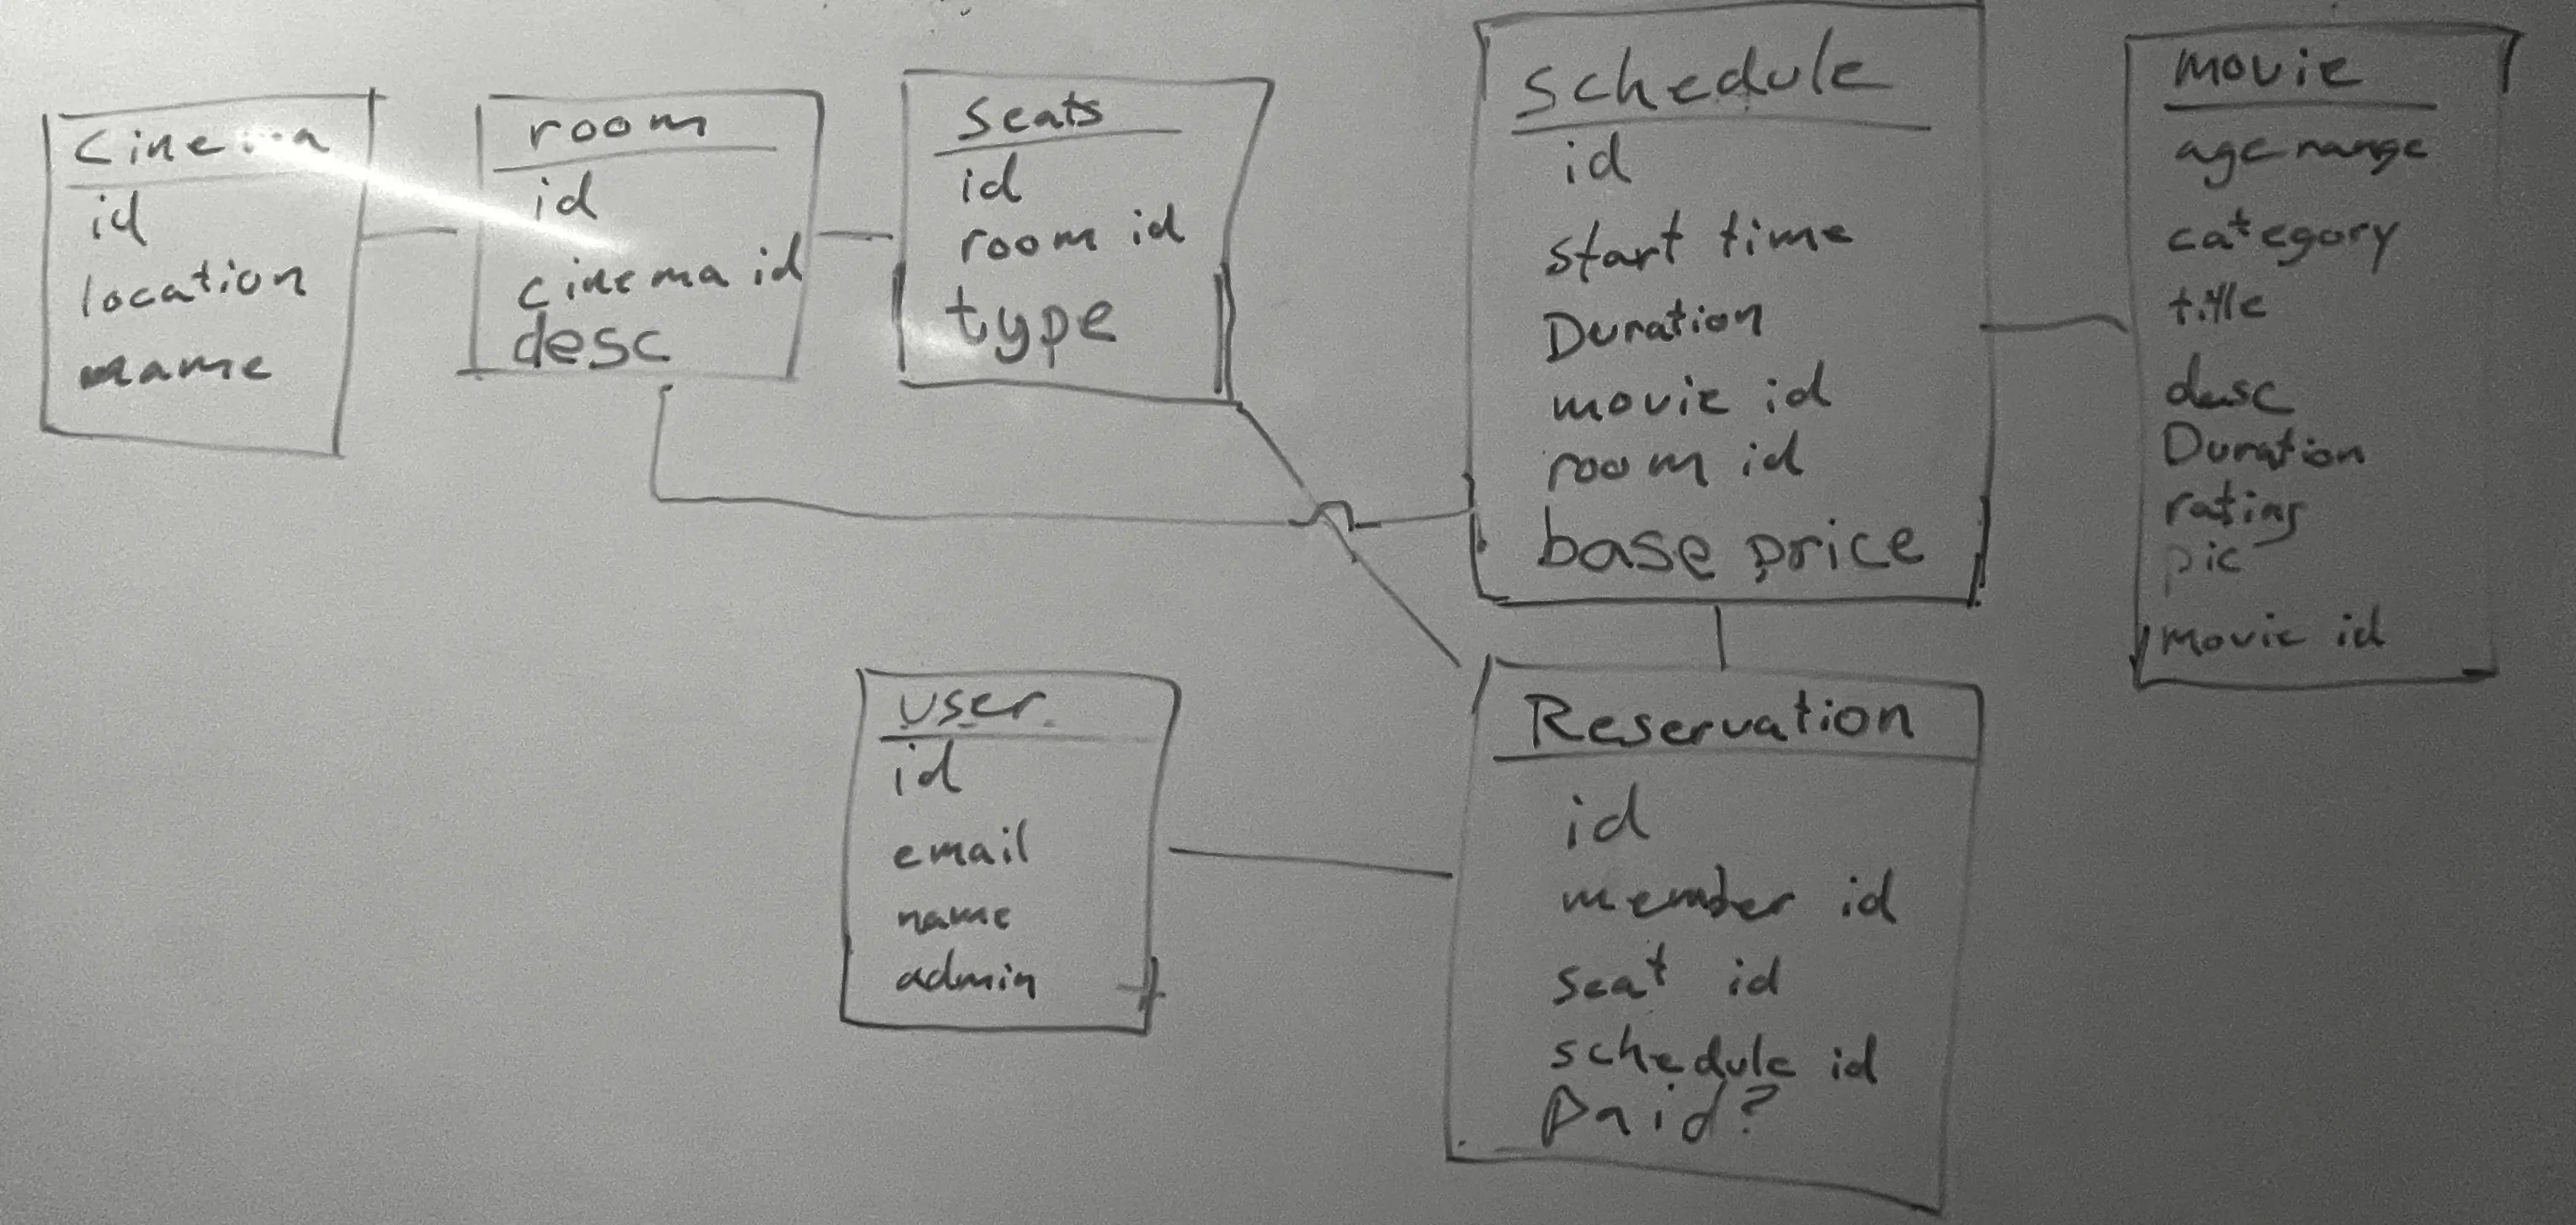 Cinema
id
location
name
room
id
cinema id
desc
seats
id
room id
type
schedule
id
start time
Duration
movie id
room id
base price
movie
age range
category
title
desc
Duration
rating
pic
movie id
user
id
email
name
admin
Reservation
id
member id
seat id
schedule id
Paid?